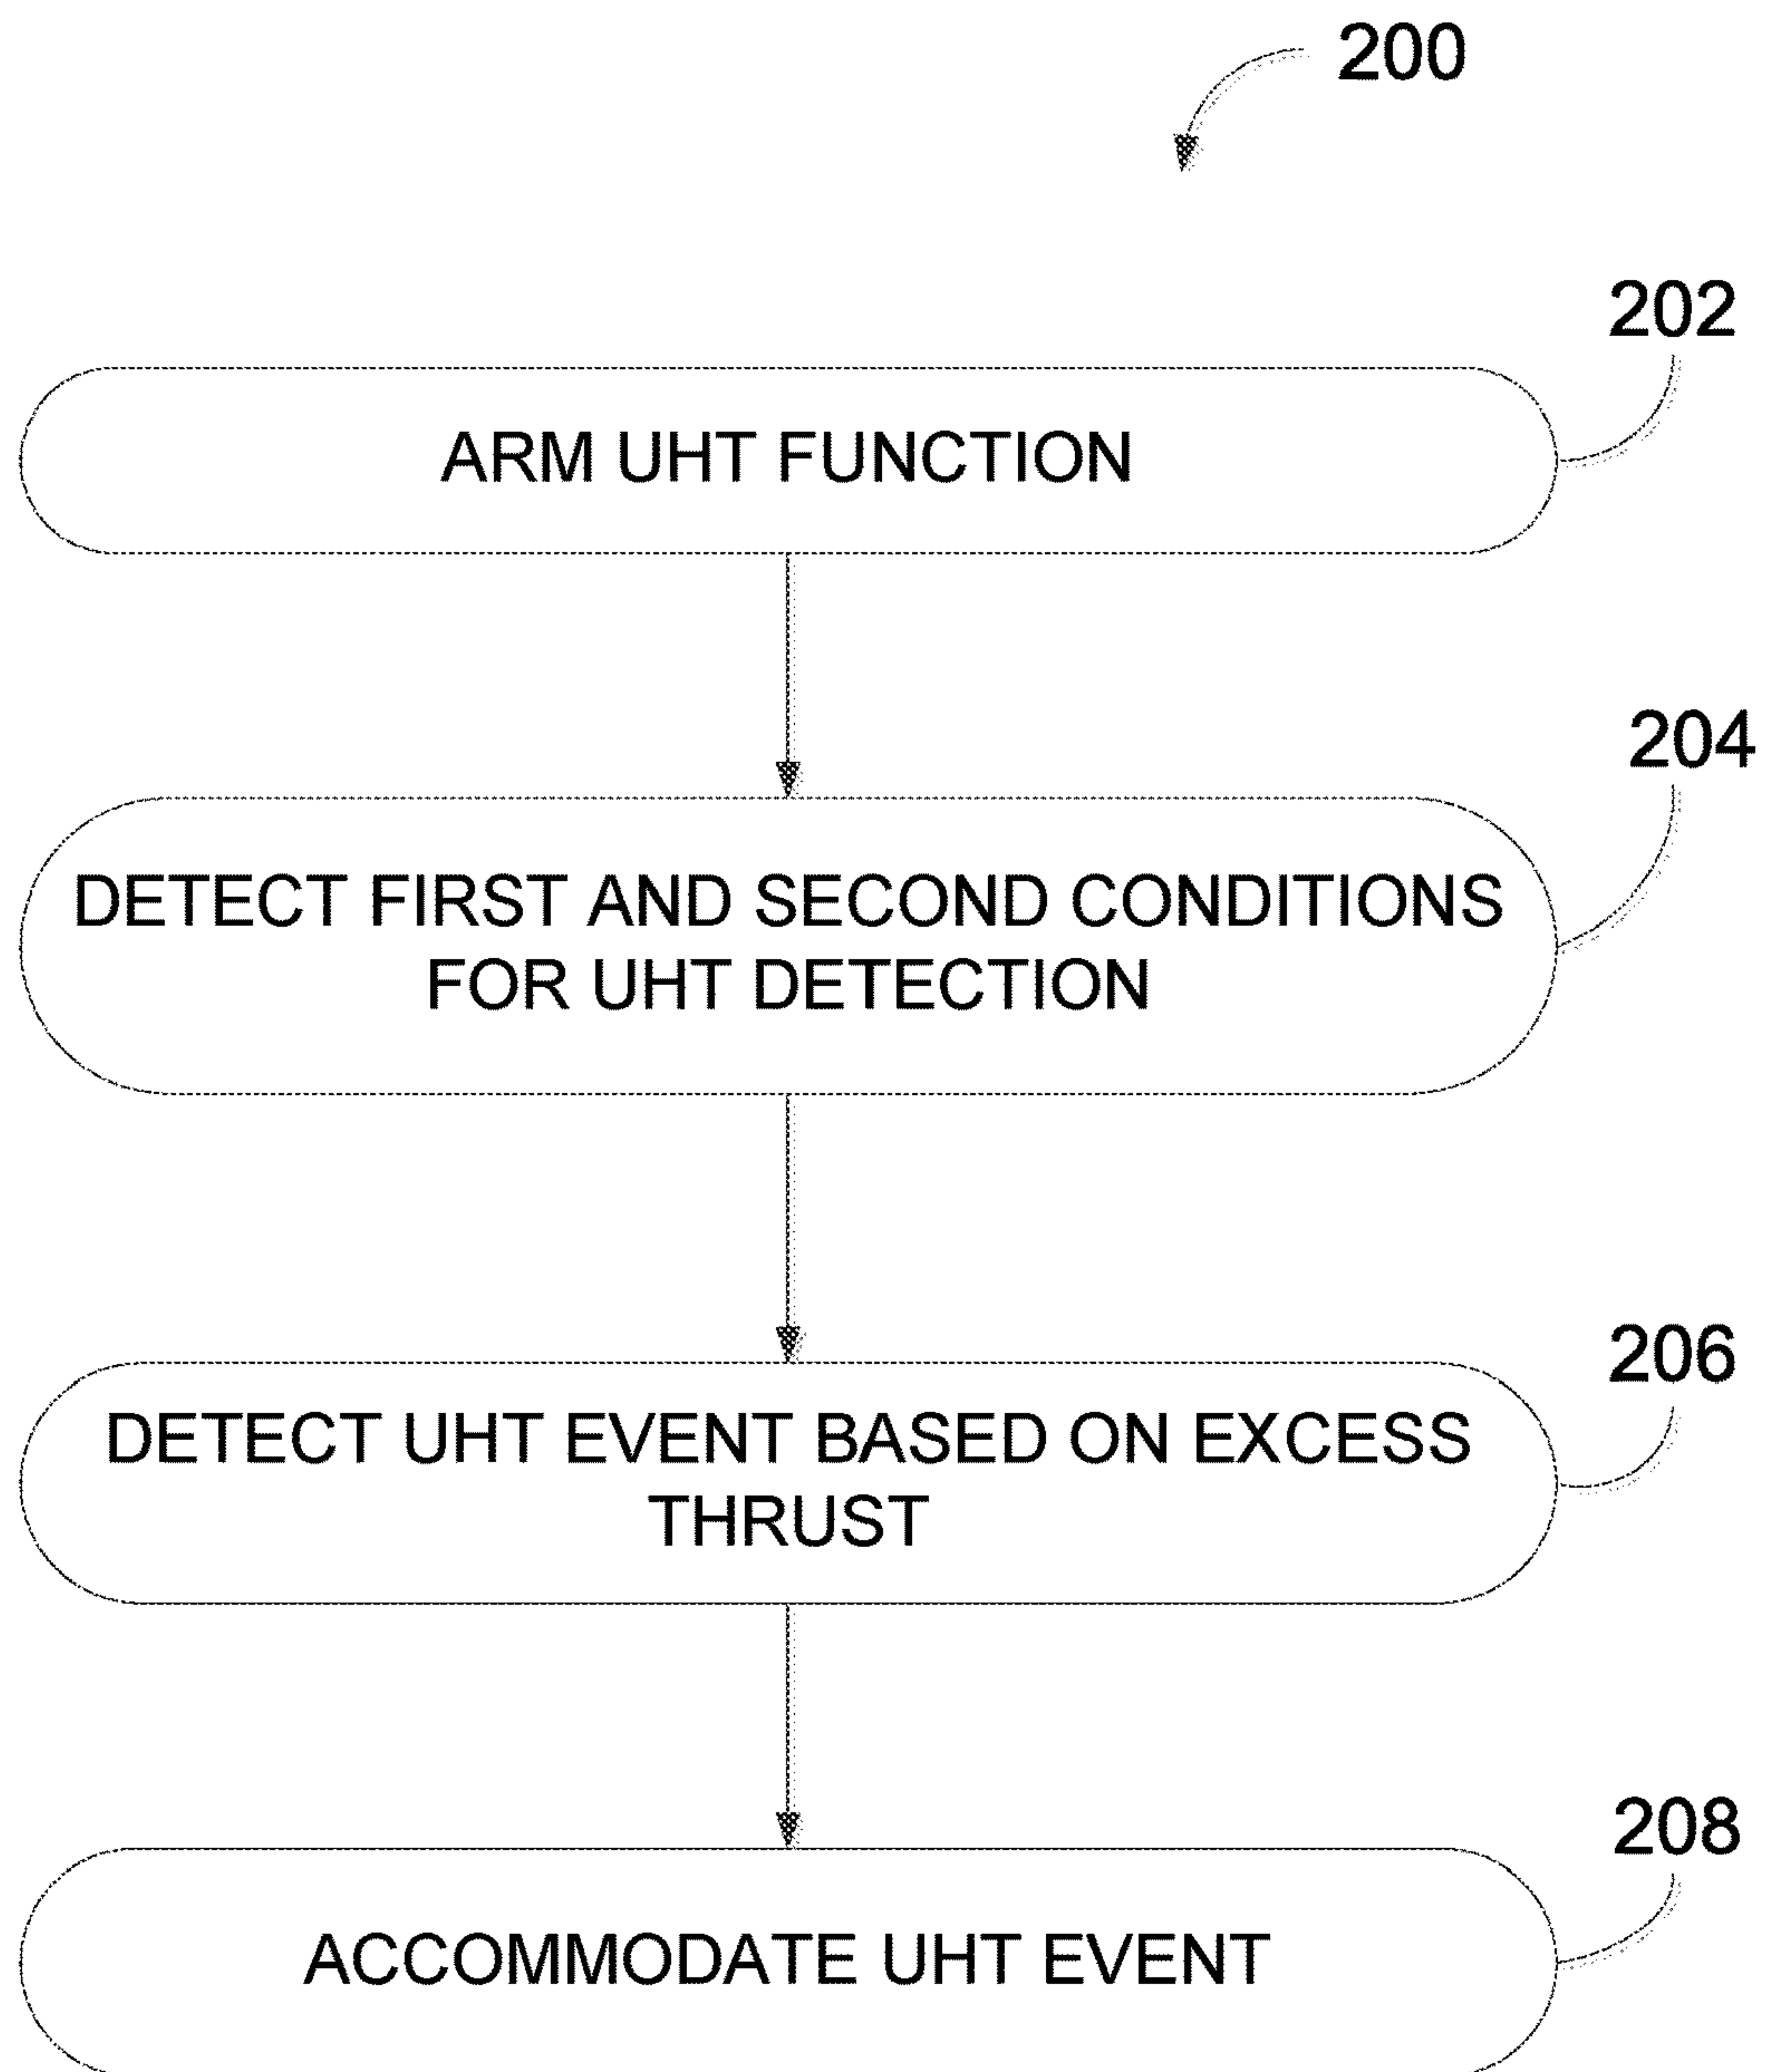 200
202
ARM UHT FUNCTION
204
DETECT FIRST AND SECOND CONDITIONS
FOR UHT DETECTION
206
DETECT UHT EVENT BASED ON EXCESS
THRUST
208
ACCOMMODATE UHT EVENT